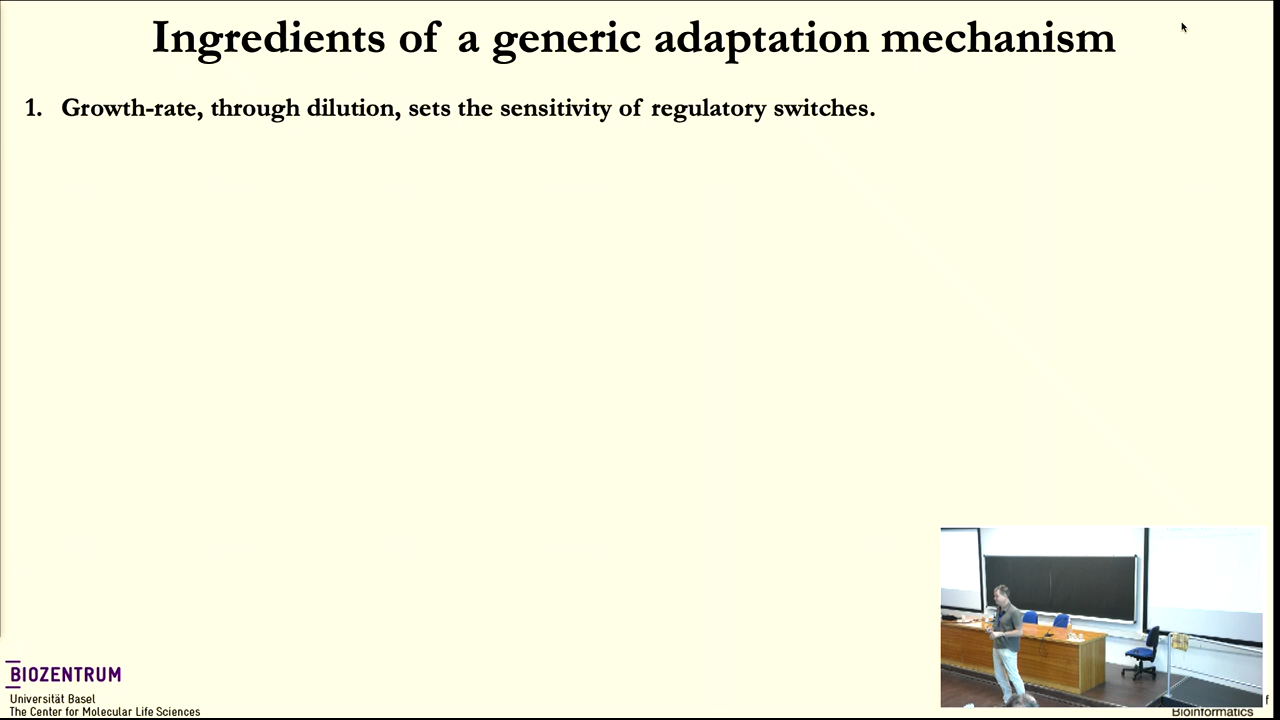 Ingredients of a generic adaptation mechanism
1. Growth-rate, through dilution, sets the sensitivity of regulatory switches.
BIOZENTRUM
Universität Basel
The Center for Molecular Life Sciences
Bioinformatics